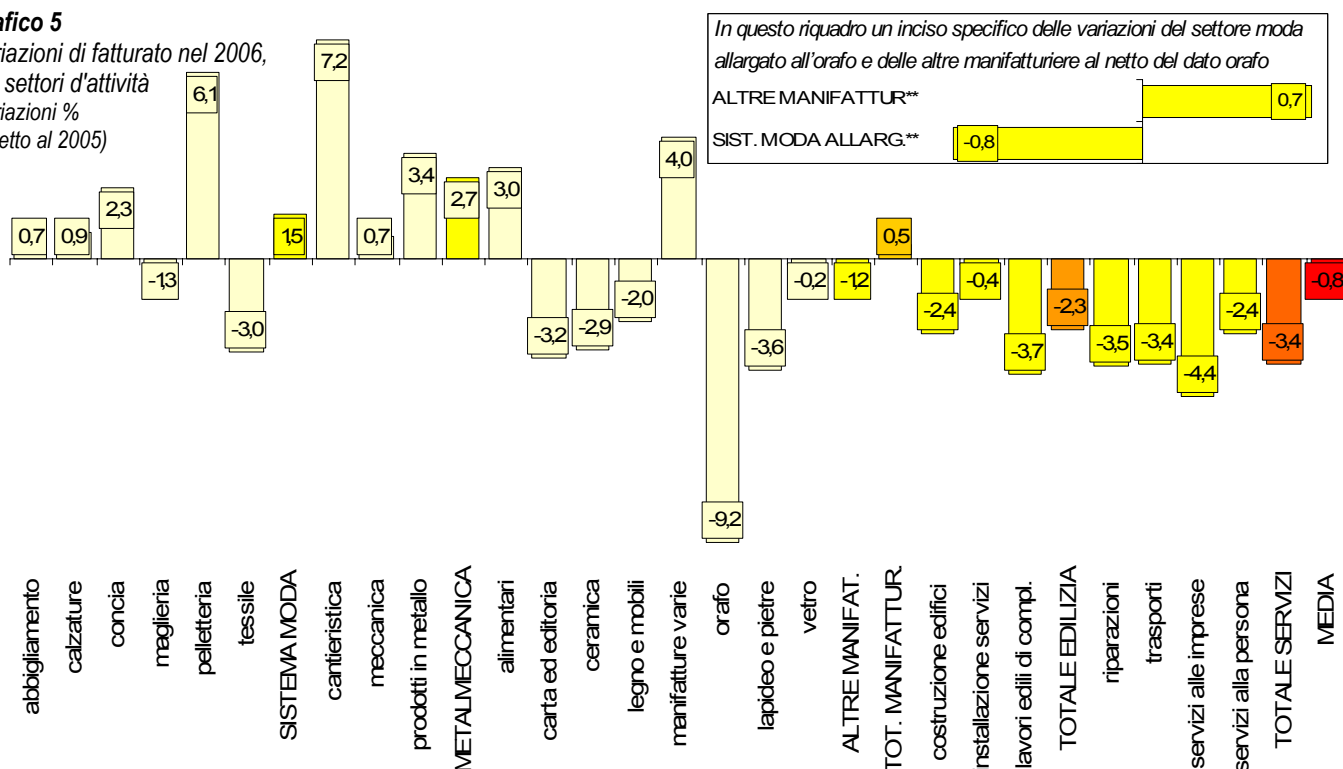 afico 5
riazioni di fatturato nel 2006,
settori d'attività
riazioni %
etto al 2005)
In questo riquadro un inciso specifico delle variazioni del settore moda
allargato all'orafo e delle altre manifatturiere al netto del dato orafo
ALTRE MANIFATTUR** 0,7
SIST. MODA ALLARG.** -0,8
0,7
0,9
2,3
-1,3
6,1
-3,0
1,5
7,2
0,7
3,4
2,7
3,0
-3,2
-2,9
-2,0
4,0
-9,2
-3,6
-0,2
-1,2
0,5
-2,4
-0,4
-3,7
-2,3
-3,5
-3,4
-4,4
-2,4
-3,4
-0,8
abbigliamento
calzature
concia
maglieria
pelletteria
tessile
SISTEMA MODA
cantieristica
meccanica
prodotti in metallo
METALMECCANICA
alimentari
carta ed editoria
ceramica
legno e mobili
manifatture varie
orafo
lapideo e pietre
vetro
ALTRE MANIFAT.
TOT. MANIFATTUR.
costruzione edifici
installazione servizi
lavori edili di compl.
TOTALE EDILIZIA
riparazioni
trasporti
servizi alle imprese
servizi alla persona
TOTALE SERVIZI
MEDIA